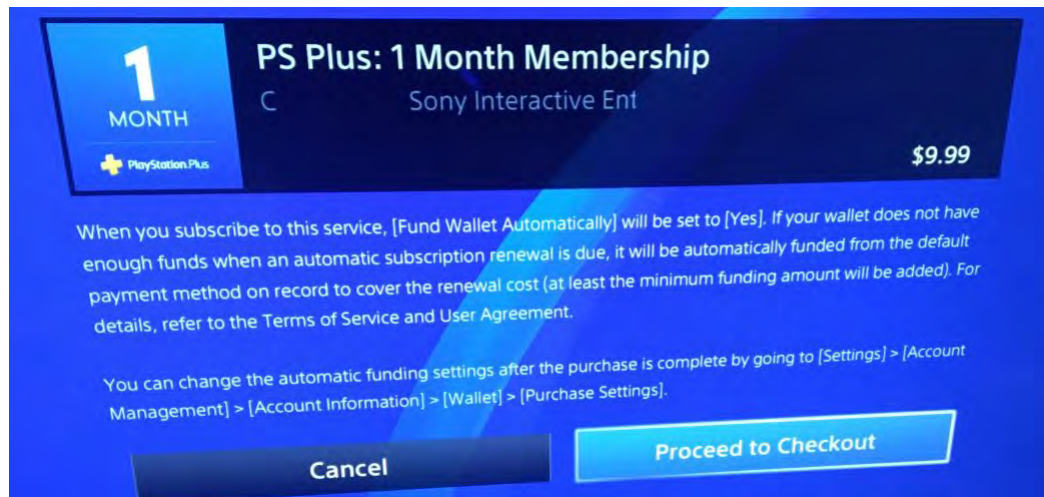 1
MONTH
PlayStation.Plus
PS Plus: 1 Month Membership
C Sony Interactive Ent
$9.99
When you subscribe to this service, [Fund Wallet Automatically] will be set to [Yes]. If your wallet does not have
enough funds when an automatic subscription renewal is due, it will be automatically funded from the default
payment method on record to cover the renewal cost (at least the minimum funding amount will be added). For
details, refer to the Terms of Service and User Agreement.
You can change the automatic funding settings after the purchase is complete by going to [Settings] > [Account
Management] > [Account Information] > [Wallet] > [Purchase Settings].
Cancel
Proceed to Checkout